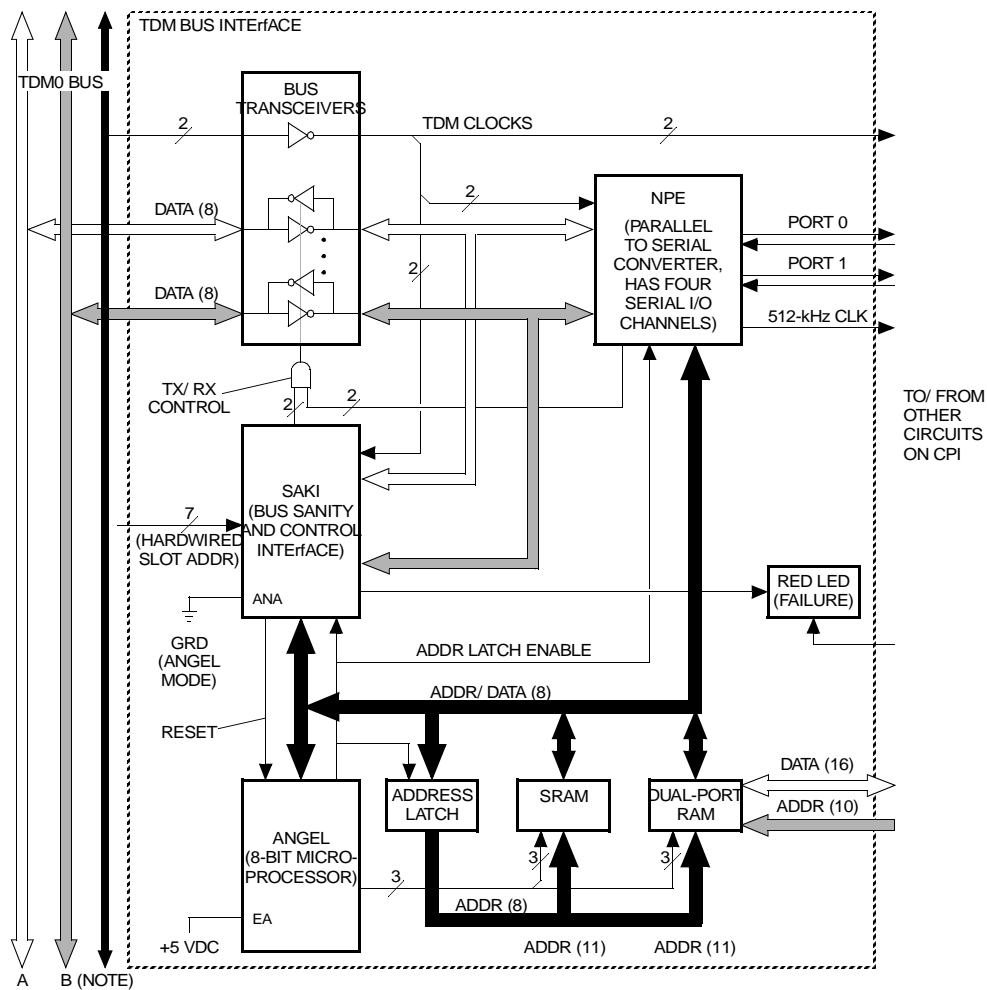 TDM BUS INTErfACE
TDM0 BUS
BUS
TRANSCEIVERS
2
TDM CLOCKS
2
NPE
(PARALLEL
TO SERIAL
CONVERTER,
HAS FOUR
SERIAL I/O
CHANNELS)
2
DATA (8)
PORT 0
2
PORT 1
DATA (8)
512-kHz CLK
TX/ RX
CONTROL
2
2
TO/ FROM
OTHER
CIRCUITS
ON CPI
SAKI
(BUS SANITY
AND CONTROL
INTErfACE)
7
(HARDWIRED
SLOT ADDR)
ANA
RED LED
(FAILURE)
GRD
(ANGEL
MODE)
ADDR LATCH ENABLE
ADDR/ DATA (8)
RESET
DATA (16)
ADDRESS
LATCH
SRAM
DUAL-PORT
RAM
ADDR (10)
ANGEL
(8-BIT MICRO-
PROCESSOR)
3
3
3
EA
ADDR (8)
+5 VDC
ADDR (11)
ADDR (11)
A
B (NOTE)